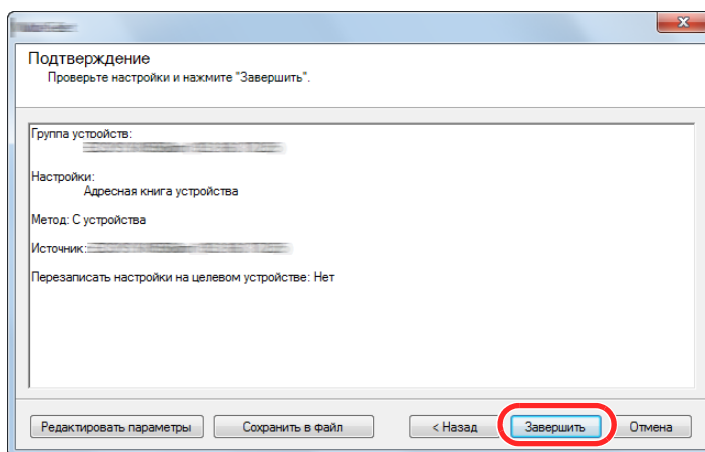 Подтверждение
Проверьте настройки и нажмите "Завершить".
Группа устройств:
Настройки:
Адресная книга устройства
Метод: С устройства
Источник:
Перезаписать настройки на целевом устройстве: Нет
Редактировать параметры Сохранить в файл < Назад Завершить Отмена